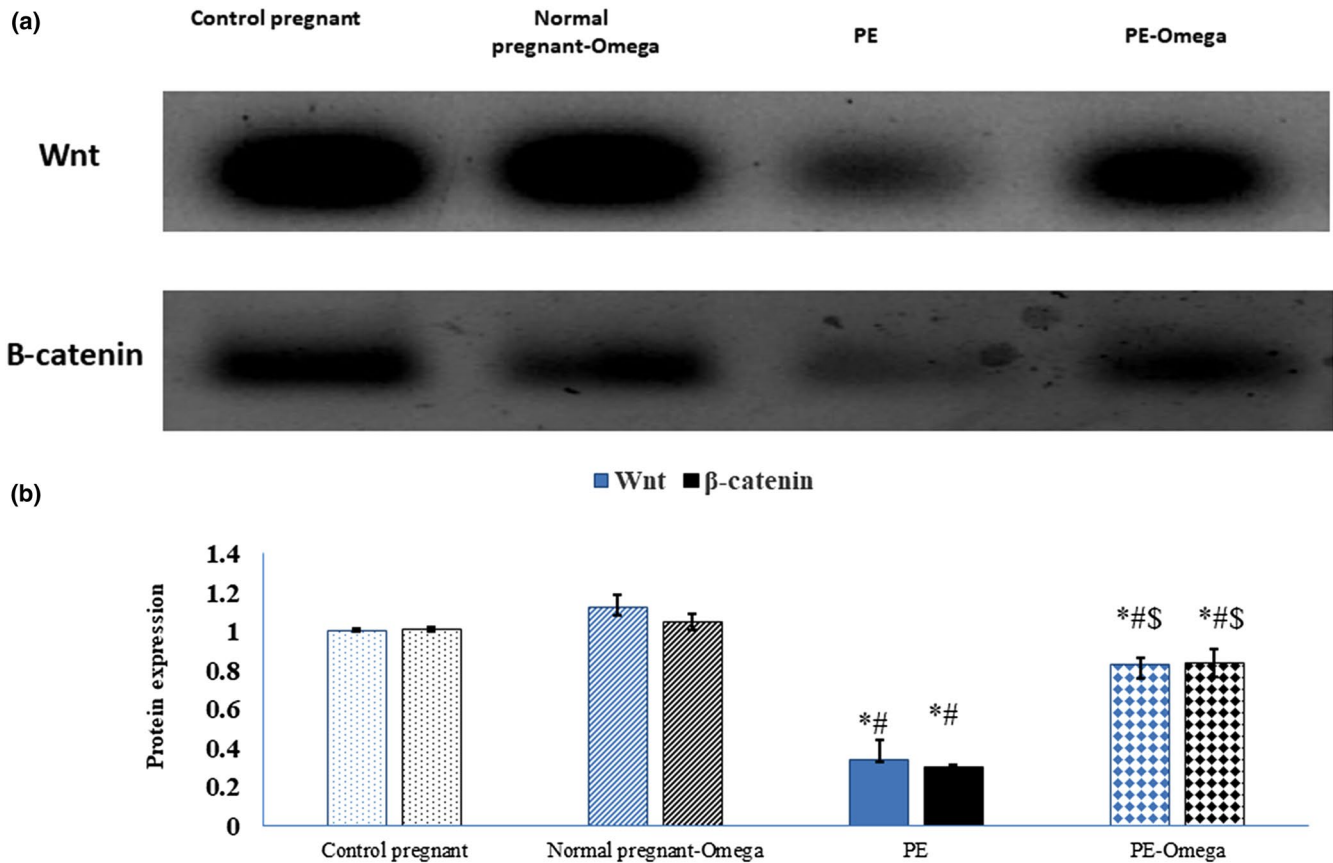 (a)
Control pregnant
Normal
pregnant-Omega
PE
PE-Omega
Wnt
B-catenin
(b)
Wnt β-catenin
Protein expression
1.4
1.2
1
0.8
0.6
0.4
0.2
0
*#
*#
*#$
*#$
Control pregnant
Normal pregnant-Omega
PE
PE-Omega